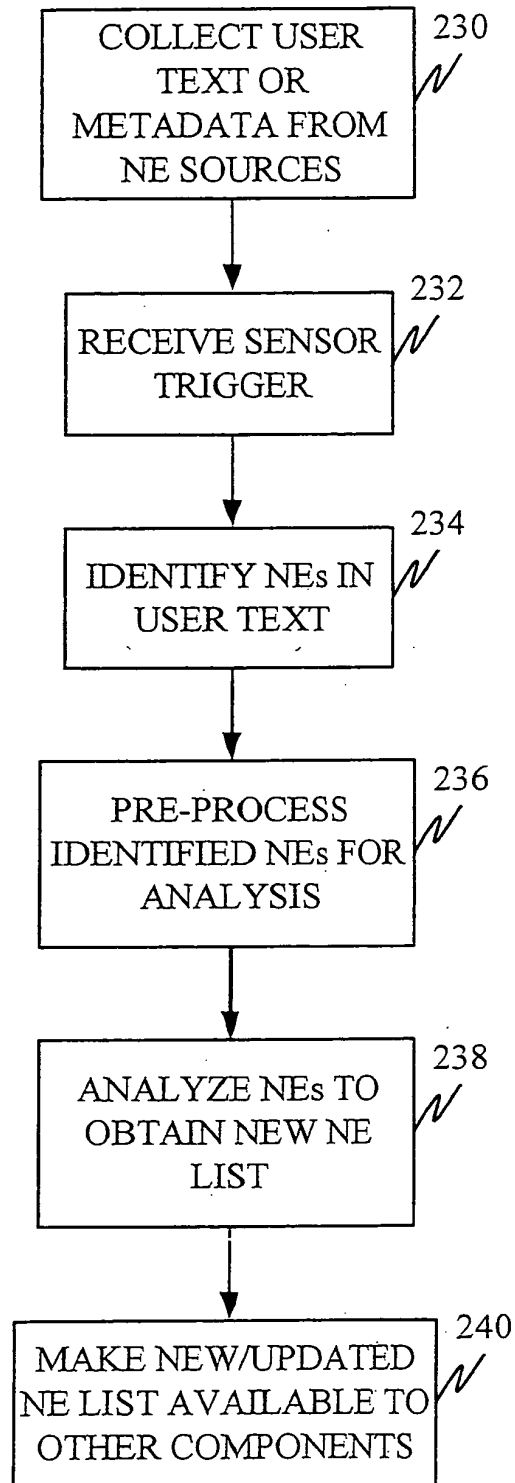 COLLECT USER
TEXT OR
METADATA FROM
NE SOURCES
230
RECEIVE SENSOR
TRIGGER
232
IDENTIFY NEs IN
USER TEXT
234
PRE-PROCESS
IDENTIFIED NEs FOR
ANALYSIS
236
ANALYZE NEs TO
OBTAIN NEW NE
LIST
238
MAKE NEW/UPDATED
NE LIST AVAILABLE TO
OTHER COMPONENTS
240